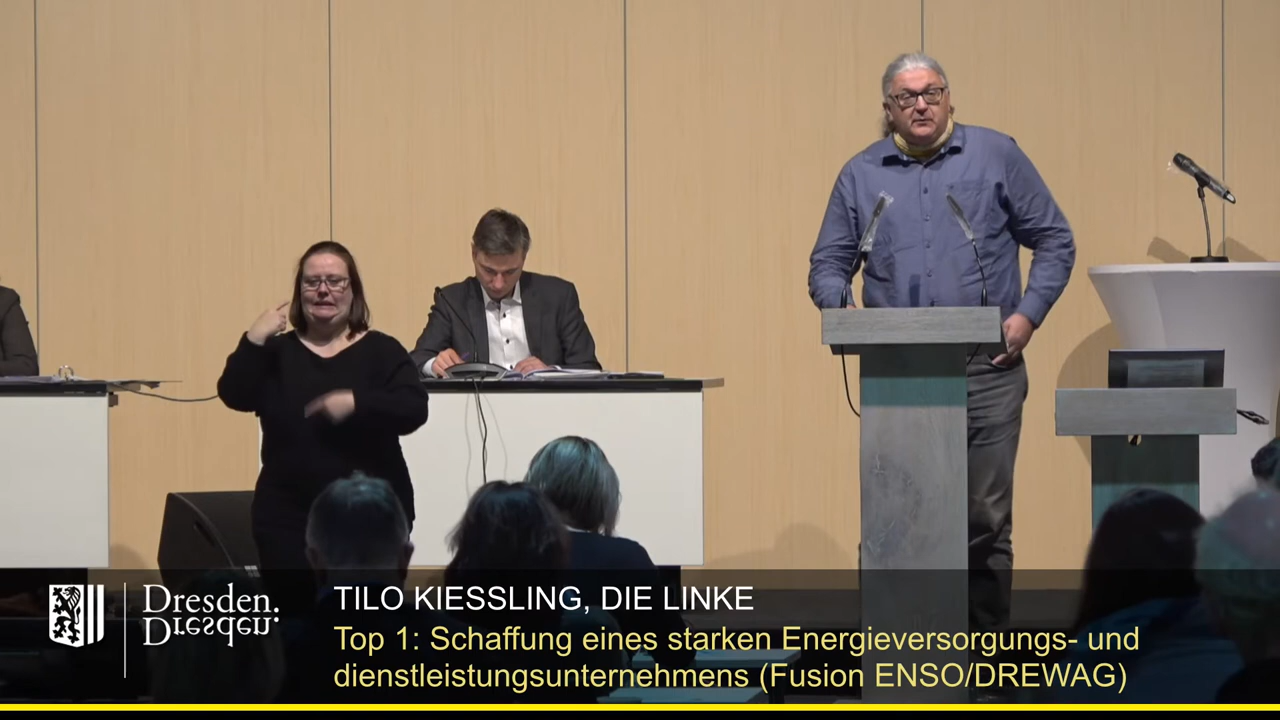 Dresden.
Dresden.
TILO KIESSLING, DIE LINKE
Top 1: Schaffung eines starken Energieversorgungs- und
dienstleistungsunternehmens (Fusion ENSO/DREWAG)